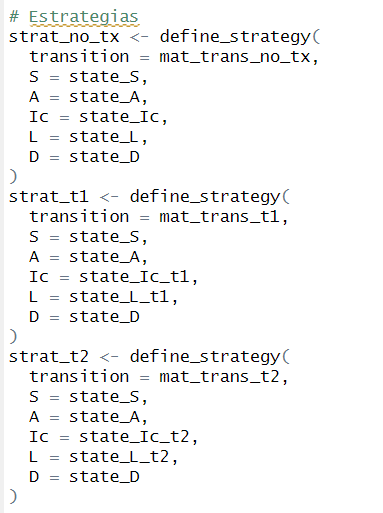 # Estrategias
strat_no_tx <- define_strategy(
  transition = mat_trans_no_tx,
  S = state_S,
  A = state_A,
  Ic = state_Ic,
  L = state_L,
  D = state_D
)
strat_t1 <- define_strategy(
  transition = mat_trans_t1,
  S = state_S,
  A = state_A,
  Ic = state_Ic_t1,
  L = state_L_t1,
  D = state_D
)
strat_t2 <- define_strategy(
  transition = mat_trans_t2,
  S = state_S,
  A = state_A,
  Ic = state_Ic_t2,
  L = state_L_t2,
  D = state_D
)